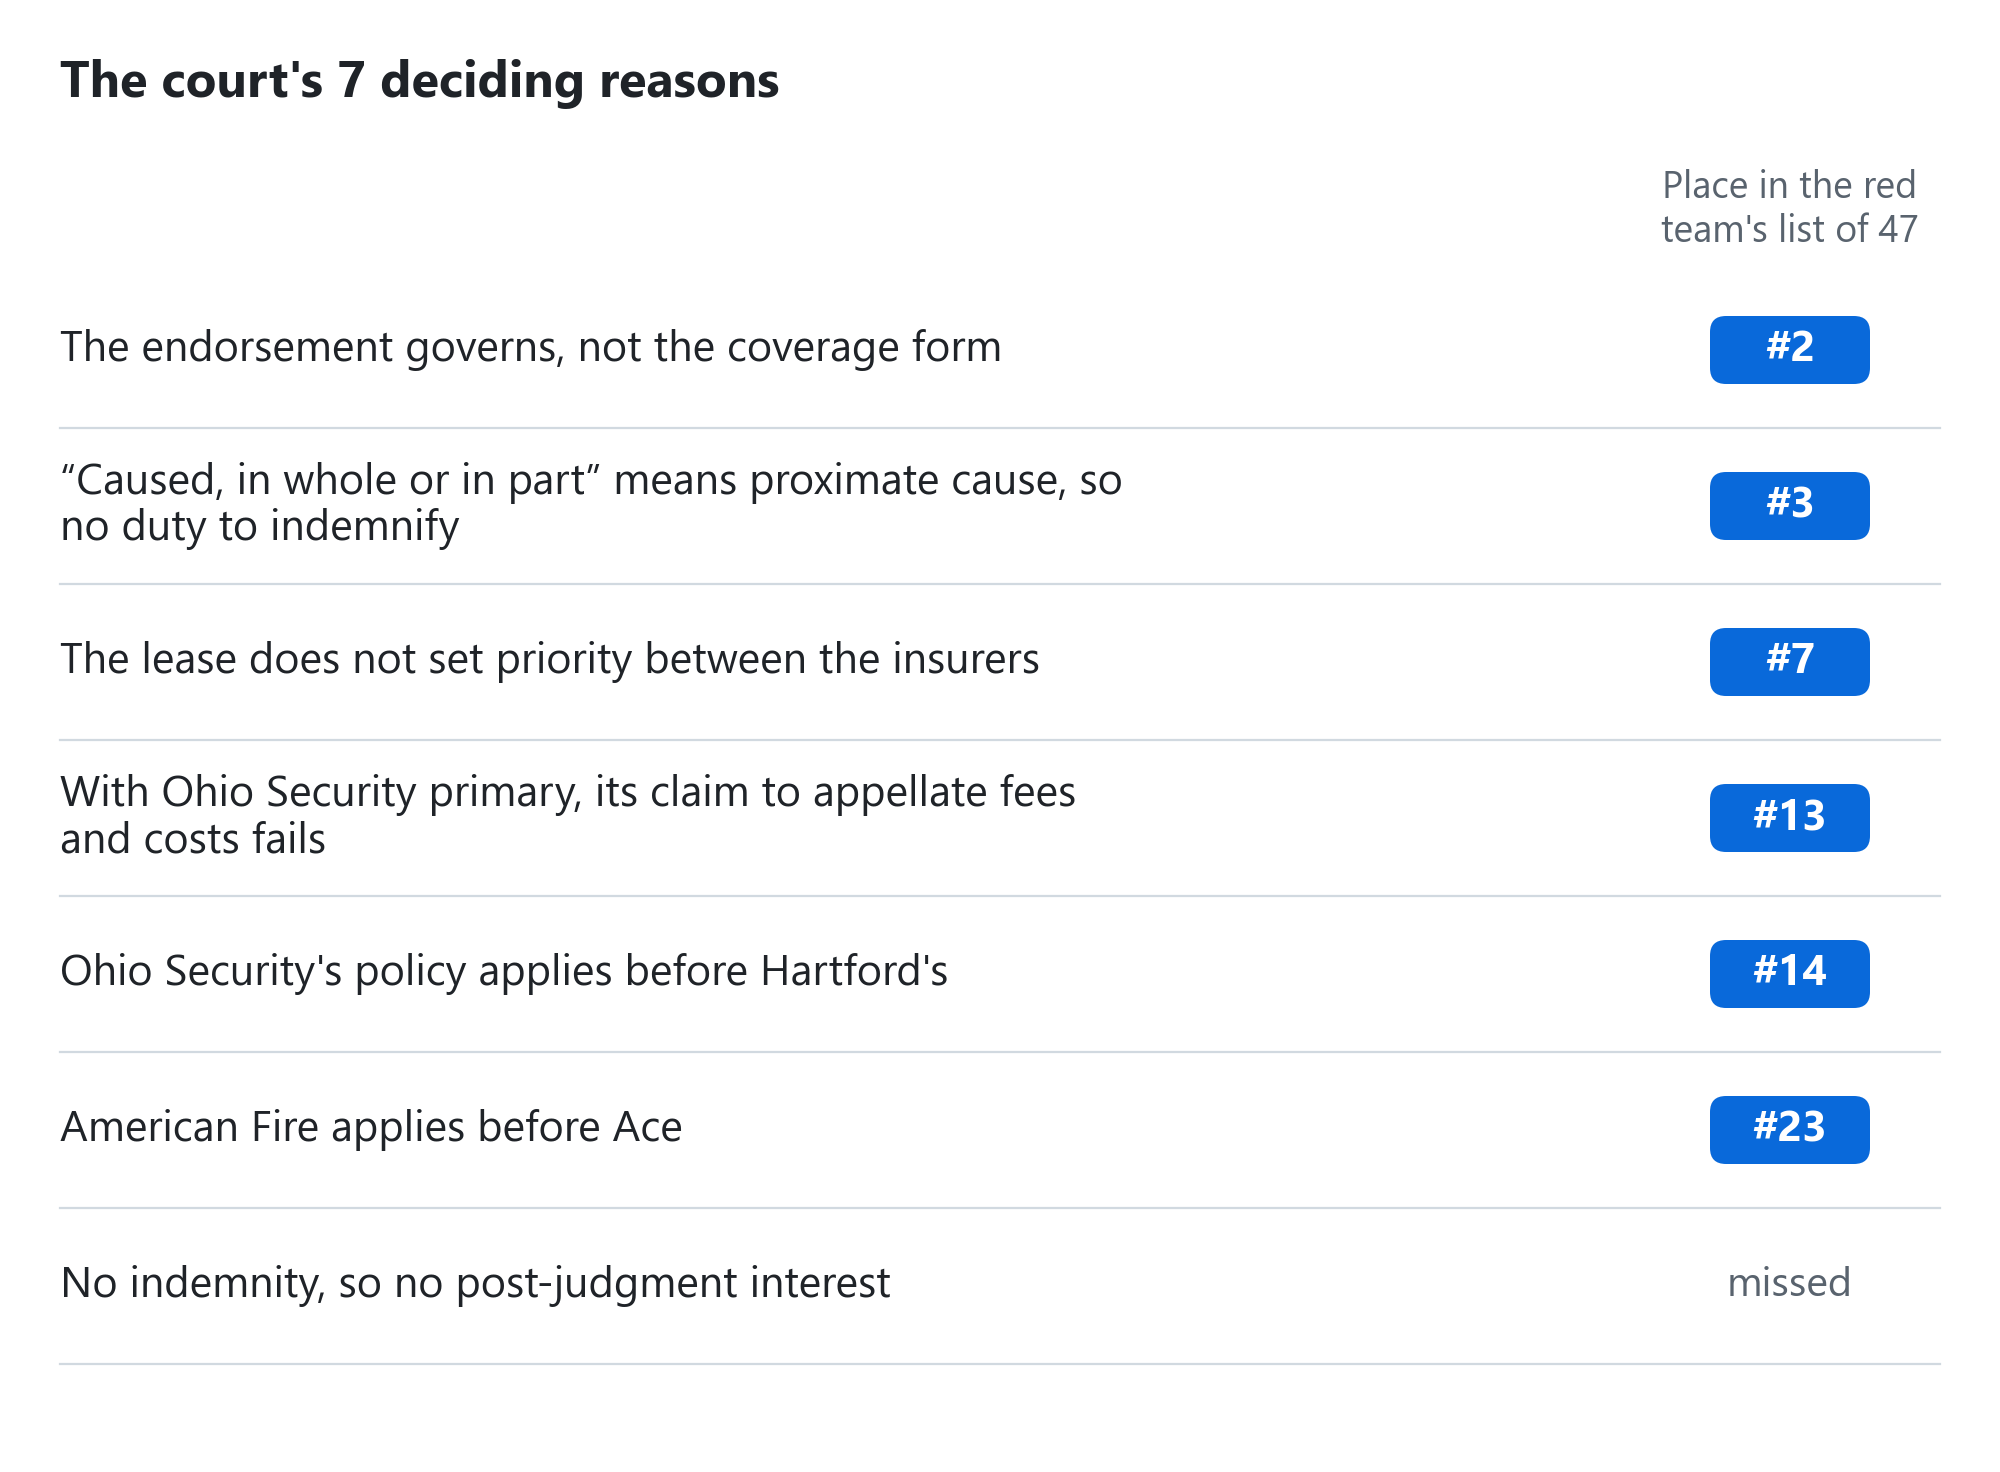 The court's 7 deciding reasons
Place in the red
team's list of 47
The endorsement governs, not the coverage form
#2
“Caused, in whole or in part” means proximate cause, so
no duty to indemnify
#3
The lease does not set priority between the insurers
#7
With Ohio Security primary, its claim to appellate fees
and costs fails
#13
Ohio Security's policy applies before Hartford's
#14
American Fire applies before Ace
#23
No indemnity, so no post-judgment interest
missed